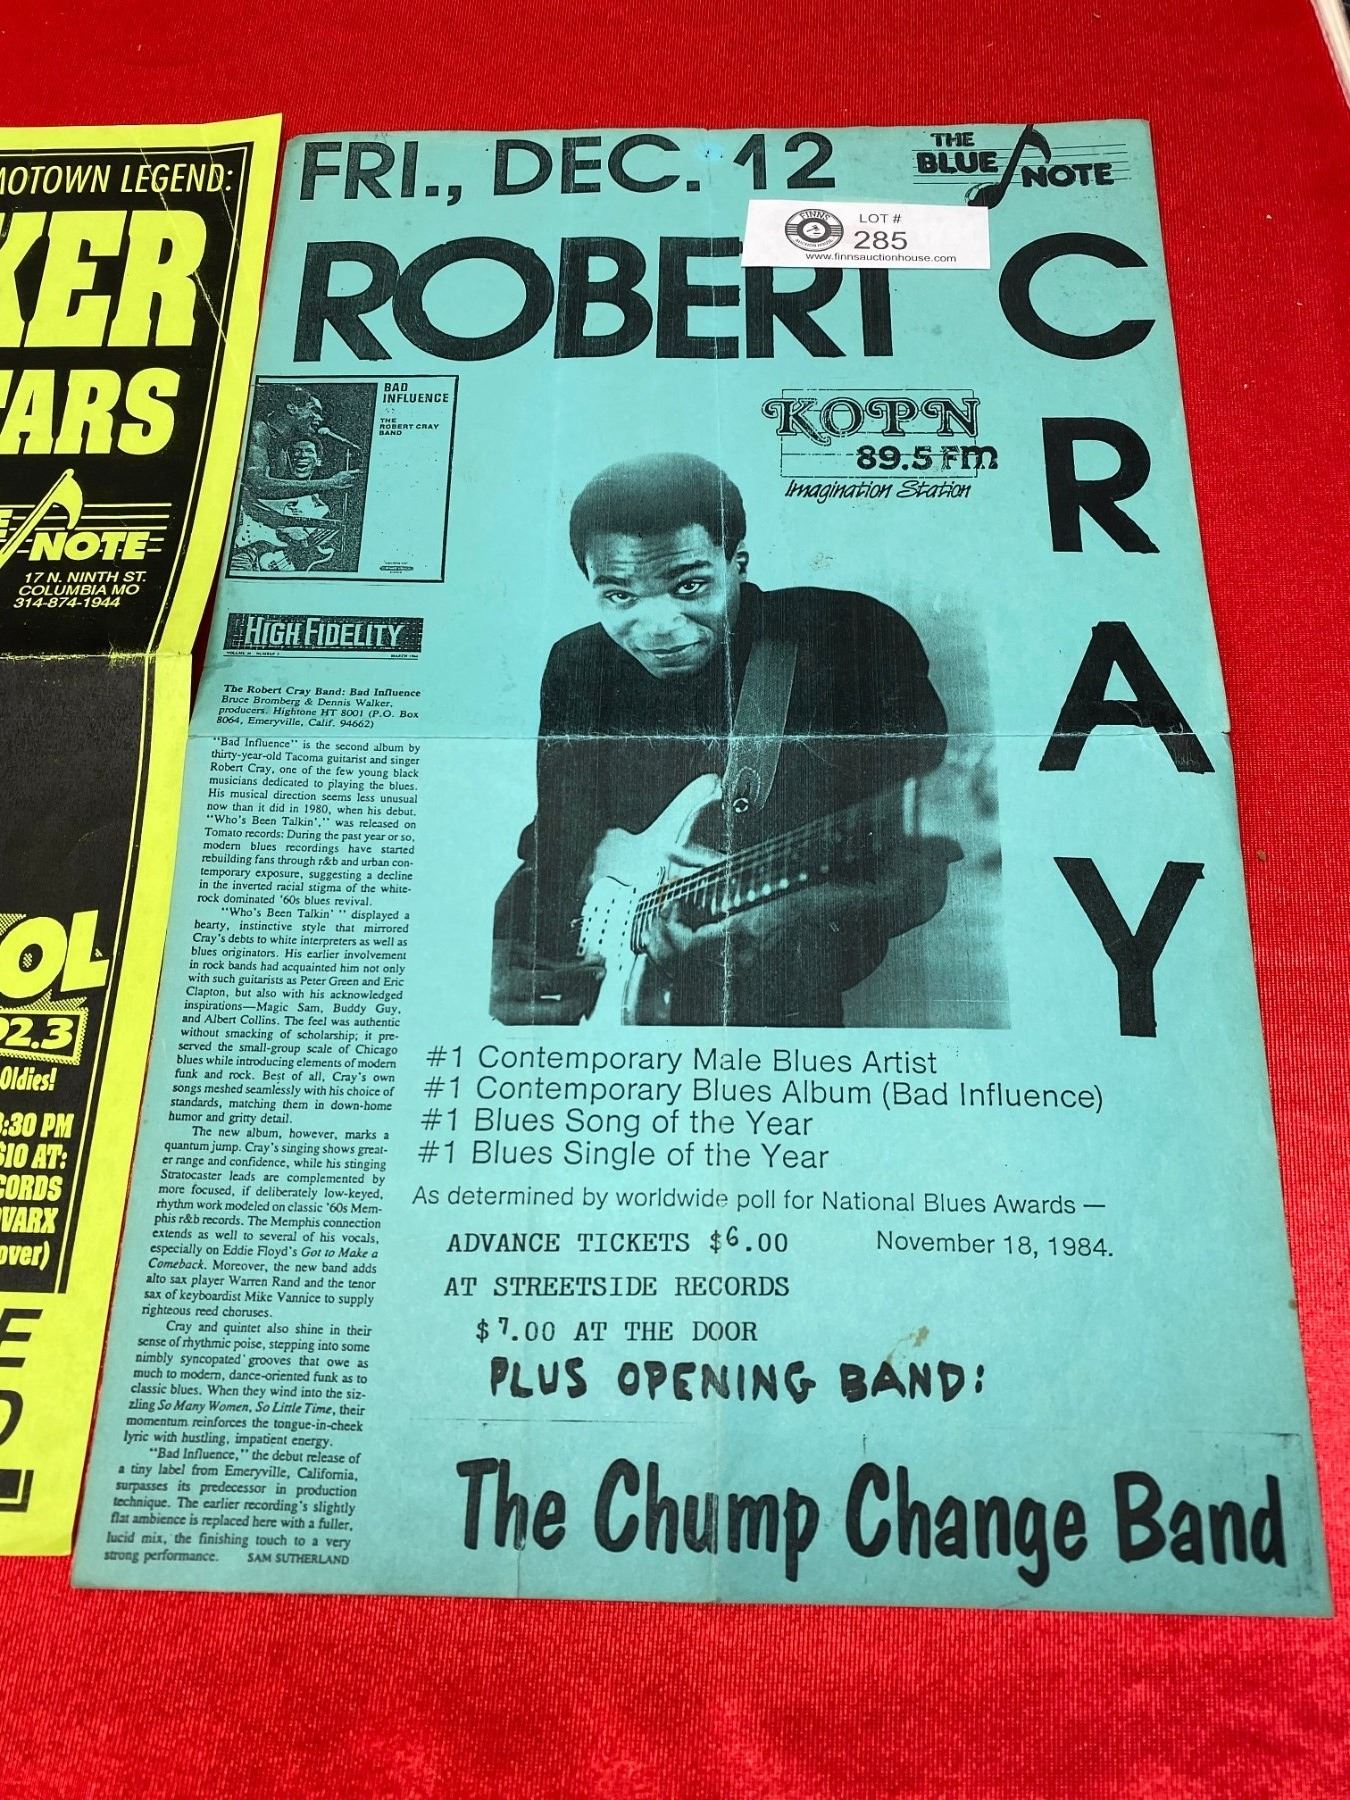 MOTOWN LEGEND:
KER
TARS
NOTE
17 N. NINTH ST.
COLUMBIA MO
314-874-1944
OL
92.3
Oldies!
8:30 PM
$10 AT:
CORDS
over)
FRI., DEC. 12
THE
BLUE
NOTE
FINNS
AUCTION HOUSE
LOT #
285
www.finnsauctionhouse.com
ROBERT C
R
A
Y
BAD
INFLUENCE
THE
ROBERT CRAY
BAND
KOPN
89.5 FM
Imagination Station
HIGH FIDELITY
The Robert Cray Band: Bad Influence
Bruce Bromberg & Dennis Walker,
producers. Hightone HT 8001 (P.O. Box
8064, Emeryville, Calif. 94662)
"Bad Influence" is the second album by
thirty-year-old Tacoma guitarist and singer
Robert Cray, one of the few young black
musicians dedicated to playing the blues.
His musical direction seems less unusual
now than it did in 1980, when his debut,
"Who's Been Talkin'," was released on
Tomato records: During the past year or so,
modern blues recordings have started
rebuilding fans through r&b and urban con-
temporary exposure, suggesting a decline
in the inverted racial stigma of the white-
rock dominated '60s blues revival.
"Who's Been Talkin' " displayed a
hearty, instinctive style that mirrored
Cray's debts to white interpreters as well as
blues originators. His earlier involvement
in rock bands had acquainted him not only
with such guitarists as Peter Green and Eric
Clapton, but also with his acknowledged
inspirations—Magic Sam, Buddy Guy,
and Albert Collins. The feel was authentic
without smacking of scholarship; it pre-
served the small-group scale of Chicago
blues while introducing elements of modern
funk and rock. Best of all, Cray's own
songs meshed seamlessly with his choice of
standards, matching them in down-home
humor and gritty detail.
The new album, however, marks a
quantum jump. Cray's singing shows great-
er range and confidence, while his stinging
Stratocaster leads are complemented by
more focused, if deliberately low-keyed,
rhythm work modeled on classic '60s Mem-
phis r&b records. The Memphis connection
extends as well to several of his vocals,
especially on Eddie Floyd's Got to Make a
Comeback. Moreover, the new band adds
alto sax player Warren Rand and the tenor
sax of keyboardist Mike Vannice to supply
righteous reed choruses.
Cray and quintet also shine in their
sense of rhythmic poise, stepping into some
nimbly syncopated grooves that owe as
much to modern, dance-oriented funk as to
classic blues. When they wind into the siz-
zling So Many Women, So Little Time, their
momentum reinforces the tongue-in-cheek
lyric with hustling, impatient energy.
"Bad Influence," the debut release of
a tiny label from Emeryville, California,
surpasses its predecessor in production
technique. The earlier recording's slightly
flat ambience is replaced here with a fuller,
lucid mix, the finishing touch to a very
strong performance. SAM SUTHERLAND
#1 Contemporary Male Blues Artist
#1 Contemporary Blues Album (Bad Influence)
#1 Blues Song of the Year
#1 Blues Single of the Year
As determined by worldwide poll for National Blues Awards —
November 18, 1984.
ADVANCE TICKETS $6.00
AT STREETSIDE RECORDS
$7.00 AT THE DOOR
PLUS OPENING BAND:
The Chump Change Band